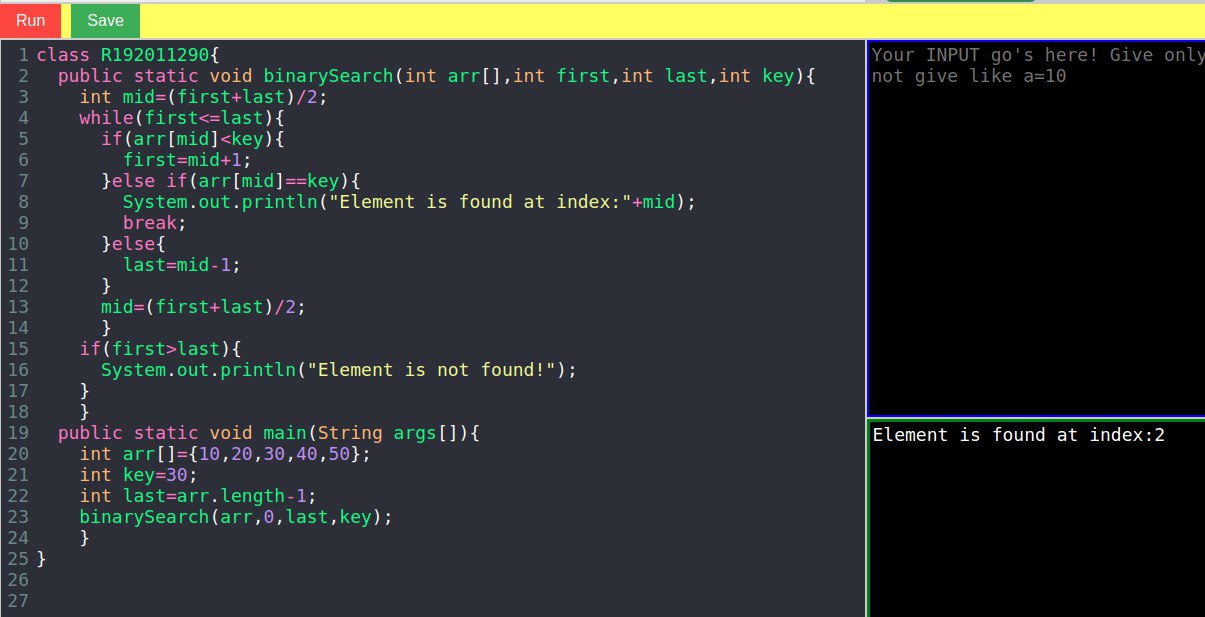 Run Save
1 class R192011290{
2 public static void binarySearch(int arr[],int first,int last,int key){
3 int mid=(first+last)/2;
4 while(first<=last){
5 if(arr[mid]<key){
6 first=mid+1;
7 }else if(arr[mid]==key){
8 System.out.println("Element is found at index:"+mid);
9 break;
10 }else{
11 last=mid-1;
12 }
13 mid=(first+last)/2;
14 }
15 if(first>last){
16 System.out.println("Element is not found!");
17 }
18 }
19 public static void main(String args[]){
20 int arr[]={10,20,30,40,50};
21 int key=30;
22 int last=arr.length-1;
23 binarySearch(arr,0,last,key);
24 }
25 }
26
27
Your INPUT go's here! Give only
not give like a=10
Element is found at index:2